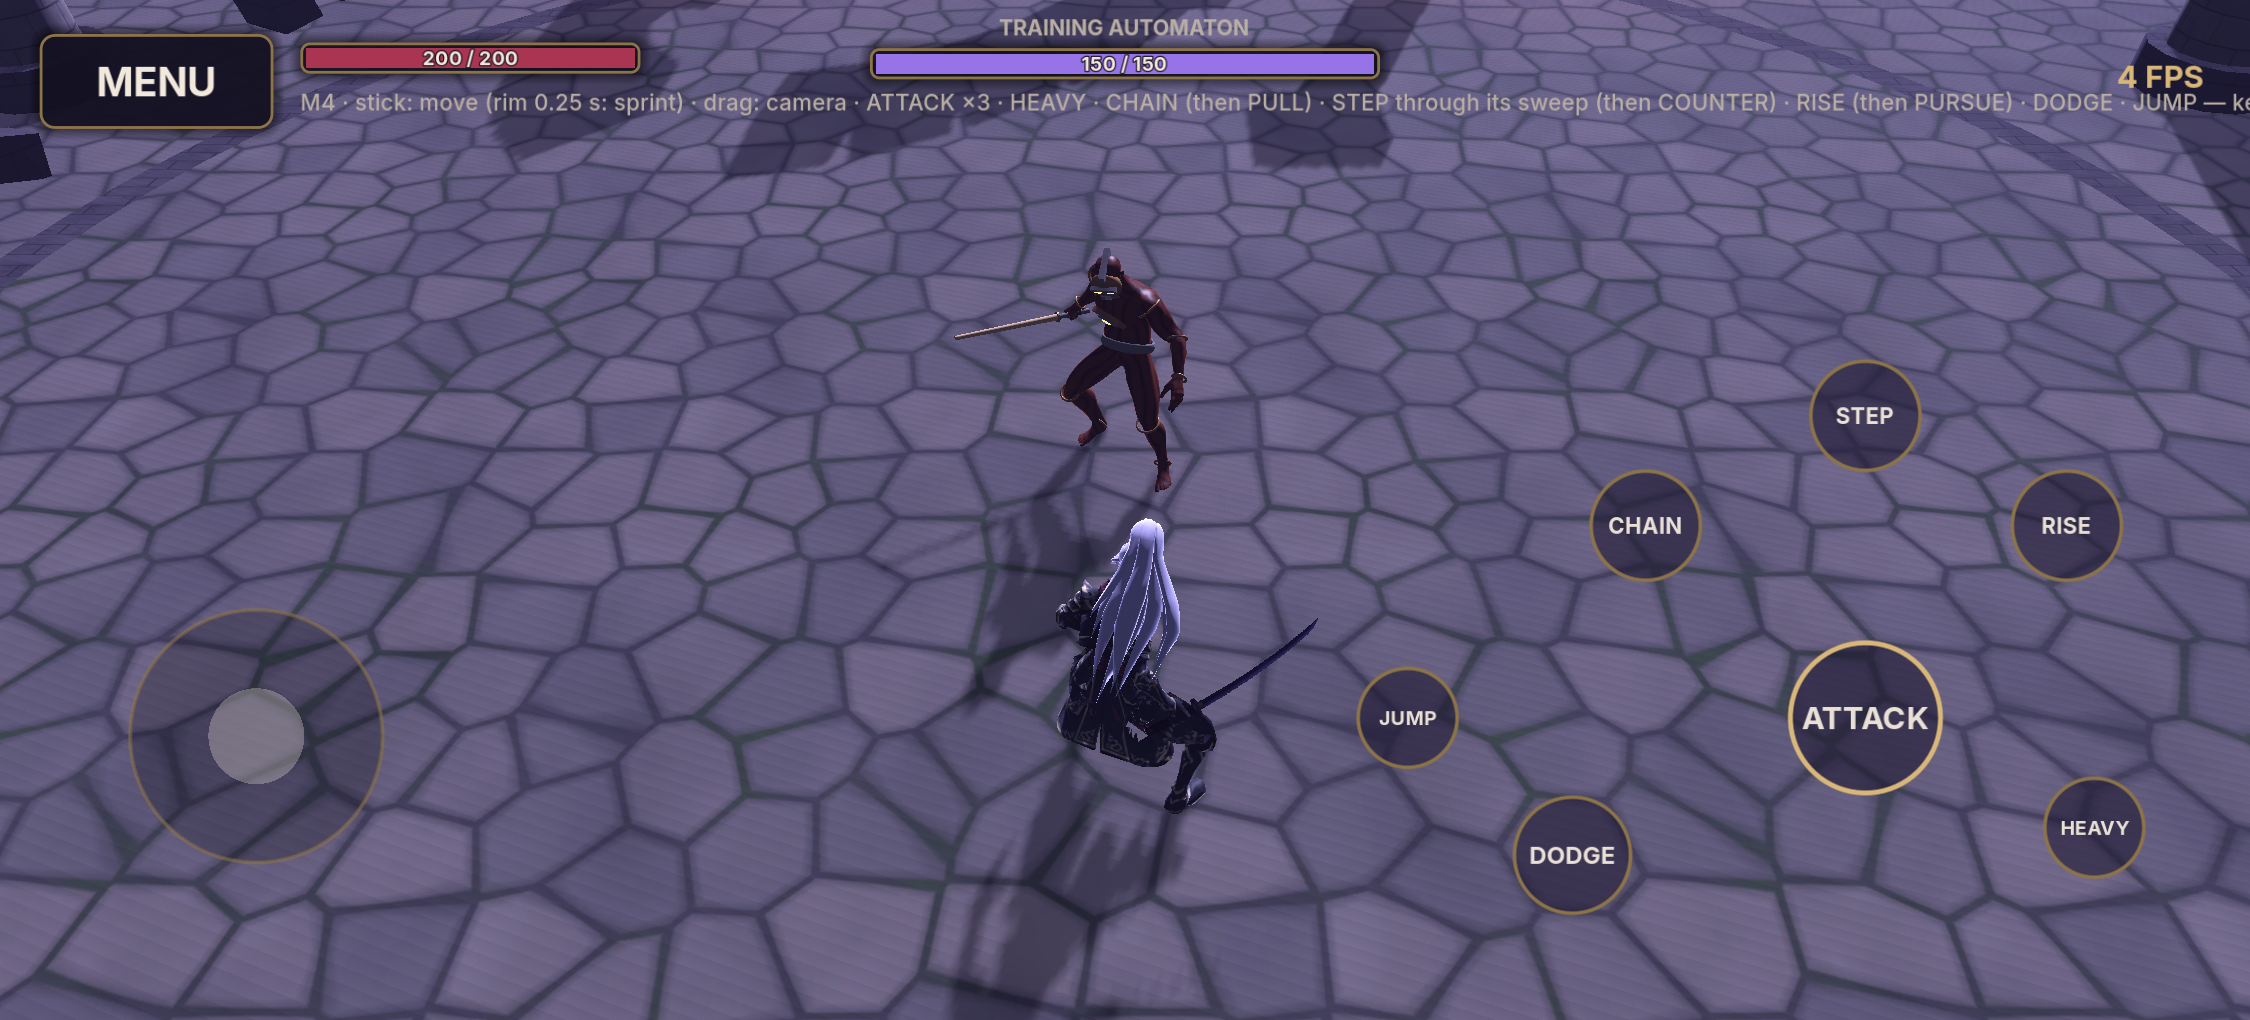 TRAINING AUTOMATON
MENU
200 / 200
150 / 150
4 FPS
M4 · stick: move (rim 0.25 s: sprint) · drag: camera · ATTACK ×3 · HEAVY · CHAIN (then PULL) · STEP through its sweep (then COUNTER) · RISE (then PURSUE) · DODGE · JUMP — ke
STEP
CHAIN
RISE
JUMP
ATTACK
DODGE
HEAVY